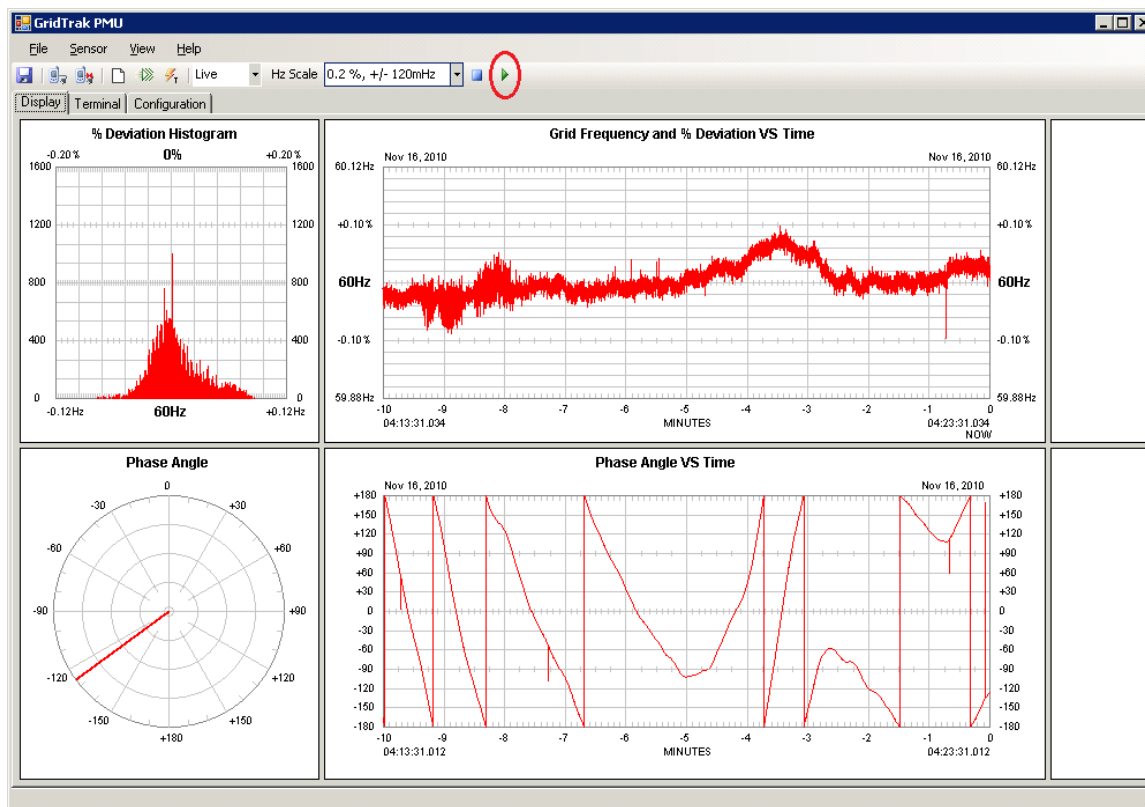 GridTrak PMU
File Sensor View Help
Live Hz Scale 0.2 %, +/- 120mHz
Display Terminal Configuration
% Deviation Histogram
-0.20% 0% +0.20%
1600 1600
1200 1200
800 800
400 400
0 0
-0.12Hz 60Hz +0.12Hz
Grid Frequency and % Deviation VS Time
Nov 16, 2010 Nov 16, 2010
60.12Hz 60.12Hz
+0.10% +0.10%
60Hz 60Hz
-0.10% -0.10%
59.88Hz 59.88Hz
-10 -9 -8 -7 -6 -5 -4 -3 -2 -1 0
04:13:31.034 MINUTES 04:23:31.034
NOW
Phase Angle
0
-30 +30
-60 +60
-90 +90
-120 +120
-150 +150
+180
Phase Angle VS Time
Nov 16, 2010 Nov 16, 2010
+180 +180
+150 +150
+120 +120
+90 +90
+60 +60
+30 +30
0 0
-30 -30
-60 -60
-90 -90
-120 -120
-150 -150
-180 -180
-10 -9 -8 -7 -6 -5 -4 -3 -2 -1 0
04:13:31.012 MINUTES 04:23:31.012